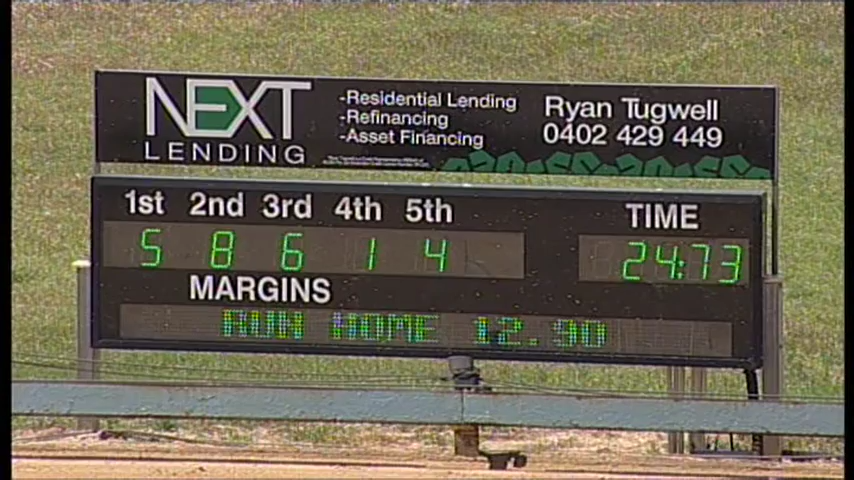 NEXT
LENDING
-Residential Lending
-Refinancing
-Asset Financing
Ryan Tugwell
0402 429 449
1st 2nd 3rd 4th 5th TIME
5 8 6 1 4 24:73
MARGINS
RUN HOME 12.90